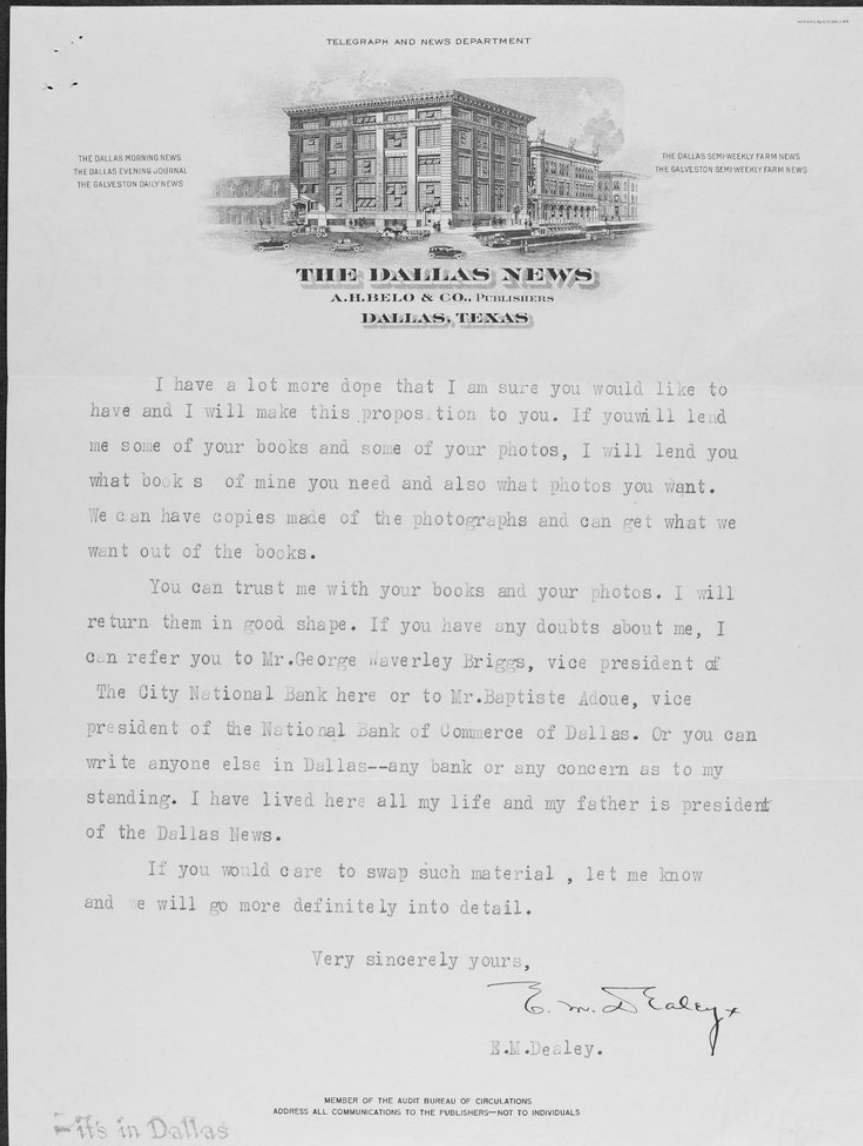 TELEGRAPH AND NEWS DEPARTMENT
THE DALLAS MORNING NEWS
THE DALLAS EVENING JOURNAL
THE GALVESTON DAILY NEWS
THE DALLAS SEMI-WEEKLY FARM NEWS
THE GALVESTON SEMI-WEEKLY FARM NEWS
THE DALLAS NEWS
A.H.BELO & CO., PUBLISHERS
DALLAS, TEXAS
I have a lot more dope that I am sure you would like to
have and I will make this propos tion to you. If youwill lend
me some of your books and some of your photos, I will lend you
what book s of mine you need and also what photos you want.
We can have copies made of the photographs and can get what we
want out of the books.
You can trust me with your books and your photos. I will
return them in good shape. If you have any doubts about me, I
can refer you to Mr.George Waverley Briggs, vice president of
The City National Bank here or to Mr.Baptiste Adoue, vice
president of the National Bank of Commerce of Dallas. Or you can
write anyone else in Dallas--any bank or any concern as to my
standing. I have lived here all my life and my father is president
of the Dallas News.
If you would care to swap such material , let me know
and we will go more definitely into detail.
Very sincerely yours,
E. M. Dealey
E.M.Dealey.
MEMBER OF THE AUDIT BUREAU OF CIRCULATIONS
ADDRESS ALL COMMUNICATIONS TO THE PUBLISHERS—NOT TO INDIVIDUALS
-it's in Dallas